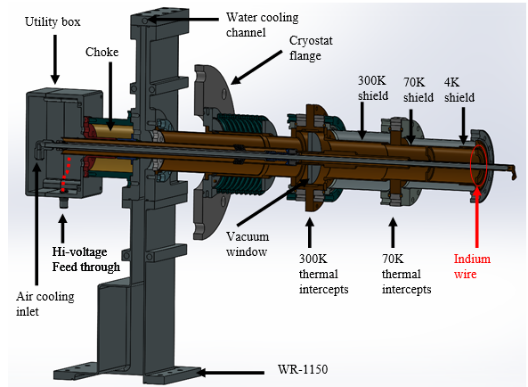 Utility box
Choke
Water cooling
channel
Cryostat
flange
300K
shield
70K
shield
4K
shield
Hi-voltage
Feed through
Air cooling
inlet
Vacuum
window
300K
thermal
intercepts
70K
thermal
intercepts
Indium
wire
WR-1150